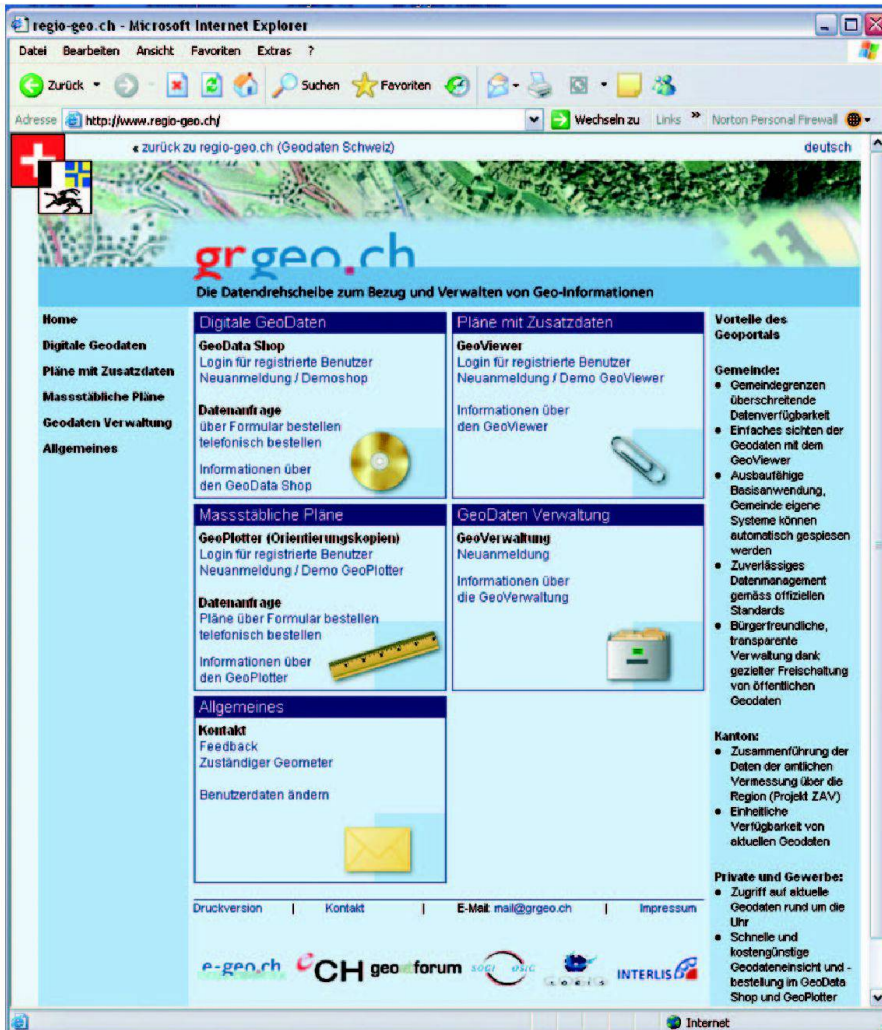 regio-geo.ch - Microsoft Internet Explorer
Datei Bearbeiten Ansicht Favoriten Extras ?
Zurück Suchen Favoriten
Adresse http://www.regio-geo.ch/ Wechseln zu Links » Norton Personal Firewall
« zurück zu regio-geo.ch (Geodaten Schweiz) deutsch
grgeo.ch
Die Datendrehscheibe zum Bezug und Verwalten von Geo-Informationen
Home
Digitale Geodaten
Pläne mit Zusatzdaten
Massstäbliche Pläne
Geodaten Verwaltung
Allgemeines
Digitale GeoDaten
GeoData Shop
Login für registrierte Benutzer
Neuanmeldung / Demoshop
Datenanfrage
über Formular bestellen
telefonisch bestellen
Informationen über
den GeoData Shop
Pläne mit Zusatzdaten
GeoViewer
Login für registrierte Benutzer
Neuanmeldung / Demo GeoViewer
Informationen über
den GeoViewer
Massstäbliche Pläne
GeoPlotter (Orientierungskopien)
Login für registrierte Benutzer
Neuanmeldung / Demo GeoPlotter
Datenanfrage
Pläne über Formular bestellen
telefonisch bestellen
Informationen über
den GeoPlotter
GeoDaten Verwaltung
GeoVerwaltung
Neuanmeldung
Informationen über
die GeoVerwaltung
Allgemeines
Kontakt
Feedback
Zuständiger Geometer
Benutzerdaten ändern
Vorteile des
Geoportals
Gemeinde:
• Gemeindegrenzen
überschreitende
Datenverfügbarkeit
• Einfaches sichten der
Geodaten mit dem
GeoViewer
• Ausbaufähige
Basisanwendung,
Gemeinde eigene
Systeme können
automatisch gespiesen
werden
• Zuverlässiges
Datenmanagement
gemäss offiziellen
Standards
• Bürgerfreundliche,
transparente
Verwaltung dank
gezielter Freischaltung
von öffentlichen
Geodaten
Kanton:
• Zusammenführung der
Daten der amtlichen
Vermessung über die
Region (Projekt ZAV)
• Einheitliche
Verfügbarkeit von
aktuellen Geodaten
Private und Gewerbe:
• Zugriff auf aktuelle
Geodaten rund um die
Uhr
• Schnelle und
kostengünstige
Geodateneinsicht und -
bestellung im GeoData
Shop und GeoPlotter
Druckversion | Kontakt | E-Mail: mail@grgeo.ch | Impressum
e-geo.ch eCH geo forum sogi osig INTERLIS
Internet